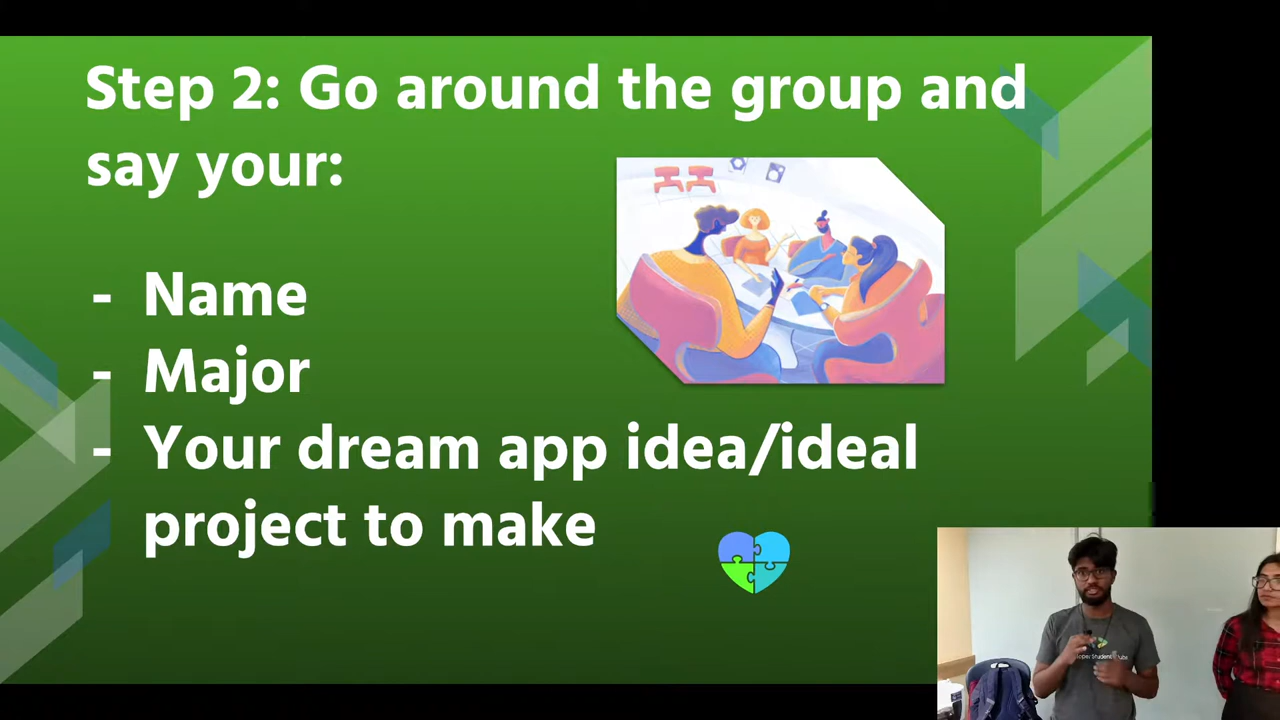 Step 2: Go around the group and
say your:
- Name
- Major
- Your dream app idea/ideal
project to make
Student